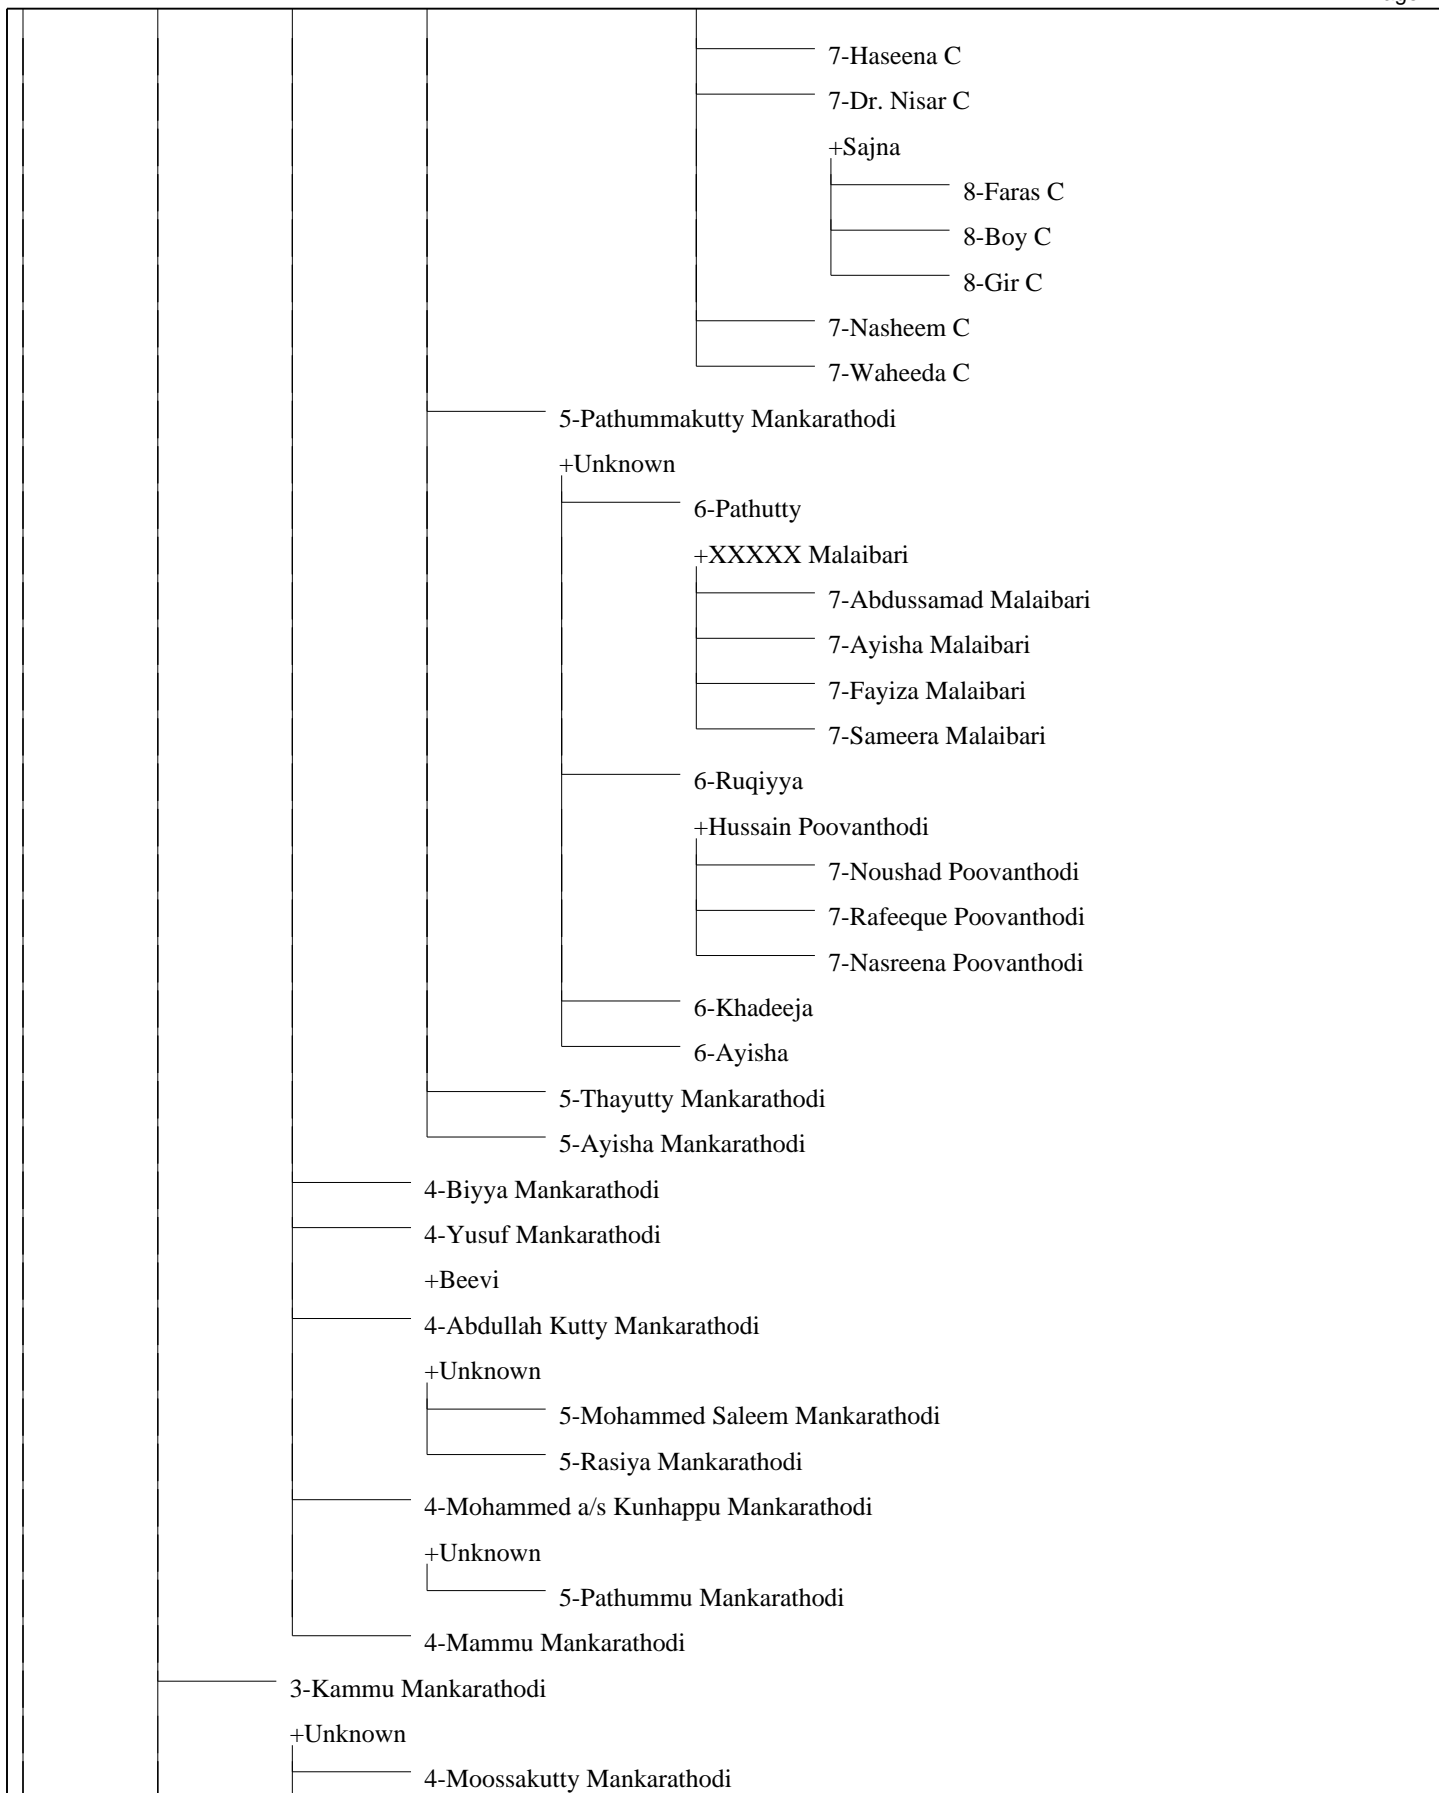 7-Haseena C
7-Dr. Nisar C
+Sajna
8-Faras C
8-Boy C
8-Gir C
7-Nasheem C
7-Waheeda C
5-Pathummakutty Mankarathodi
+Unknown
6-Pathutty
+XXXXX Malaibari
7-Abdussamad Malaibari
7-Ayisha Malaibari
7-Fayiza Malaibari
7-Sameera Malaibari
6-Ruqiyya
+Hussain Poovanthodi
7-Noushad Poovanthodi
7-Rafeeque Poovanthodi
7-Nasreena Poovanthodi
6-Khadeeja
6-Ayisha
5-Thayutty Mankarathodi
5-Ayisha Mankarathodi
4-Biyya Mankarathodi
4-Yusuf Mankarathodi
+Beevi
4-Abdullah Kutty Mankarathodi
+Unknown
5-Mohammed Saleem Mankarathodi
5-Rasiya Mankarathodi
4-Mohammed a/s Kunhappu Mankarathodi
+Unknown
5-Pathummu Mankarathodi
4-Mammu Mankarathodi
3-Kammu Mankarathodi
+Unknown
4-Moossakutty Mankarathodi